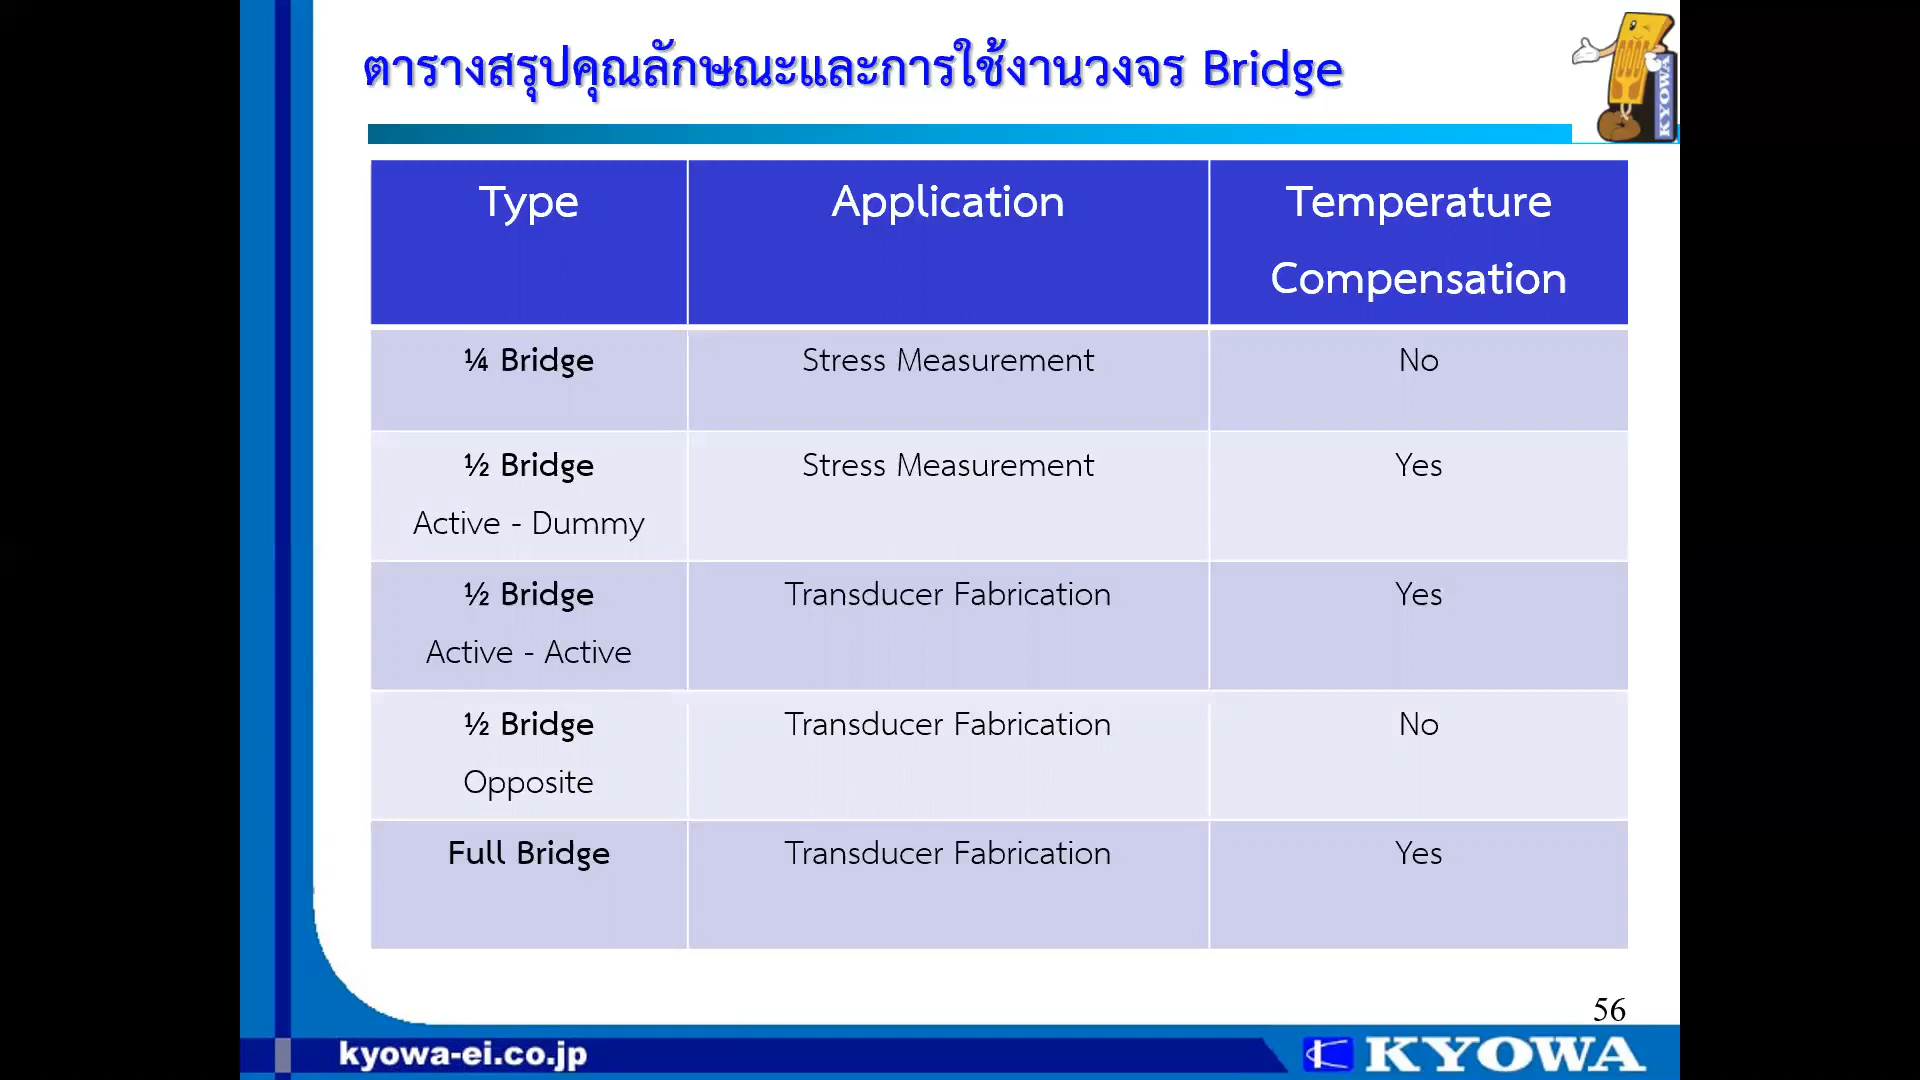 ตารางสรุปคุณลักษณะและการใช้งานวงจร Bridge
KYOWA
Type
Application
Temperature
Compensation
¼ Bridge
Stress Measurement
No
½ Bridge
Active - Dummy
Stress Measurement
Yes
½ Bridge
Active - Active
Transducer Fabrication
Yes
½ Bridge
Opposite
Transducer Fabrication
No
Full Bridge
Transducer Fabrication
Yes
56
kyowa-ei.co.jp
KYOWA